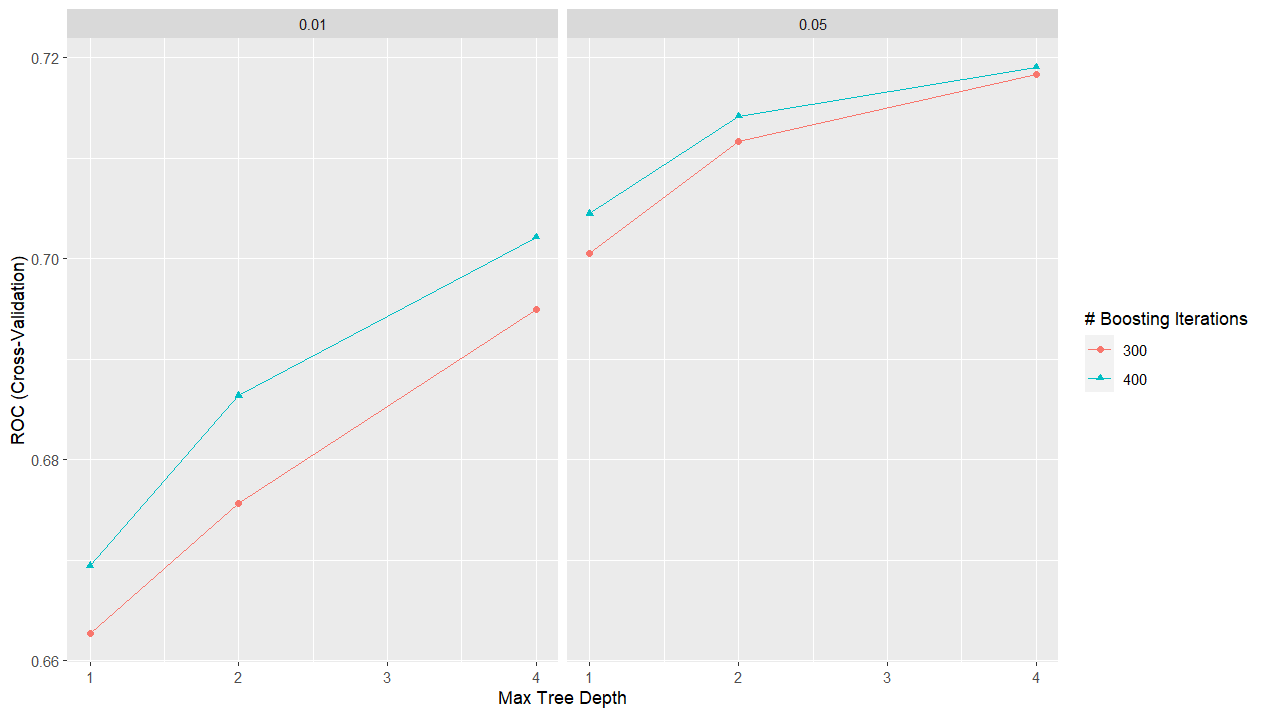 0.01
0.05
0.72
0.70
0.68
0.66
ROC (Cross-Validation)
1 2 3 4
1 2 3 4
Max Tree Depth
# Boosting Iterations
300
400